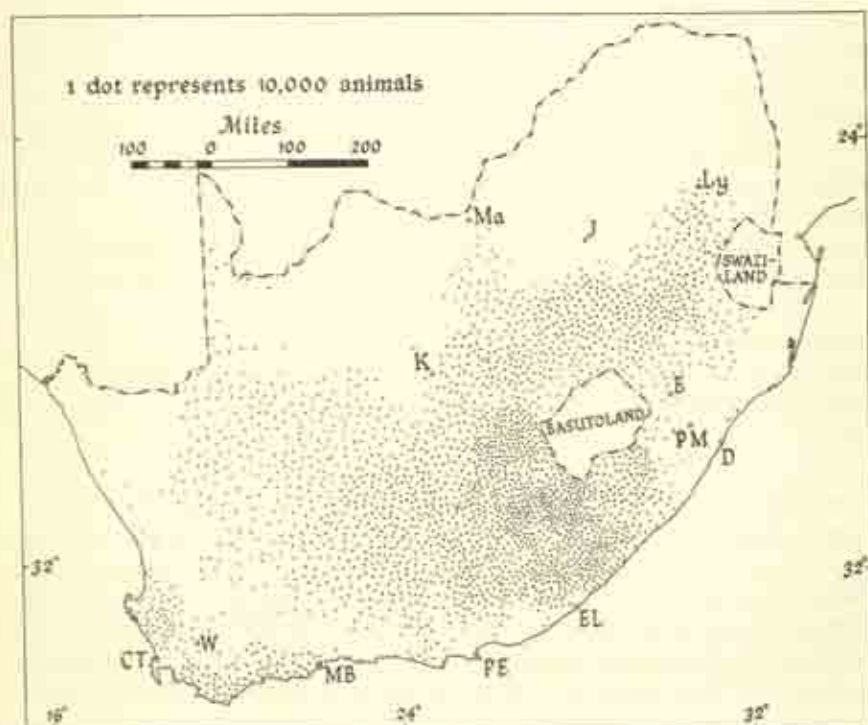 1 dot represents 10,000 animals
Miles
100 0 100 200
24°
Ly
Ma
J
SWAZI-
LAND
K
E
BASUTOLAND
PM
D
32°
32°
EL
W
CT
MB
PE
16°
24°
32°